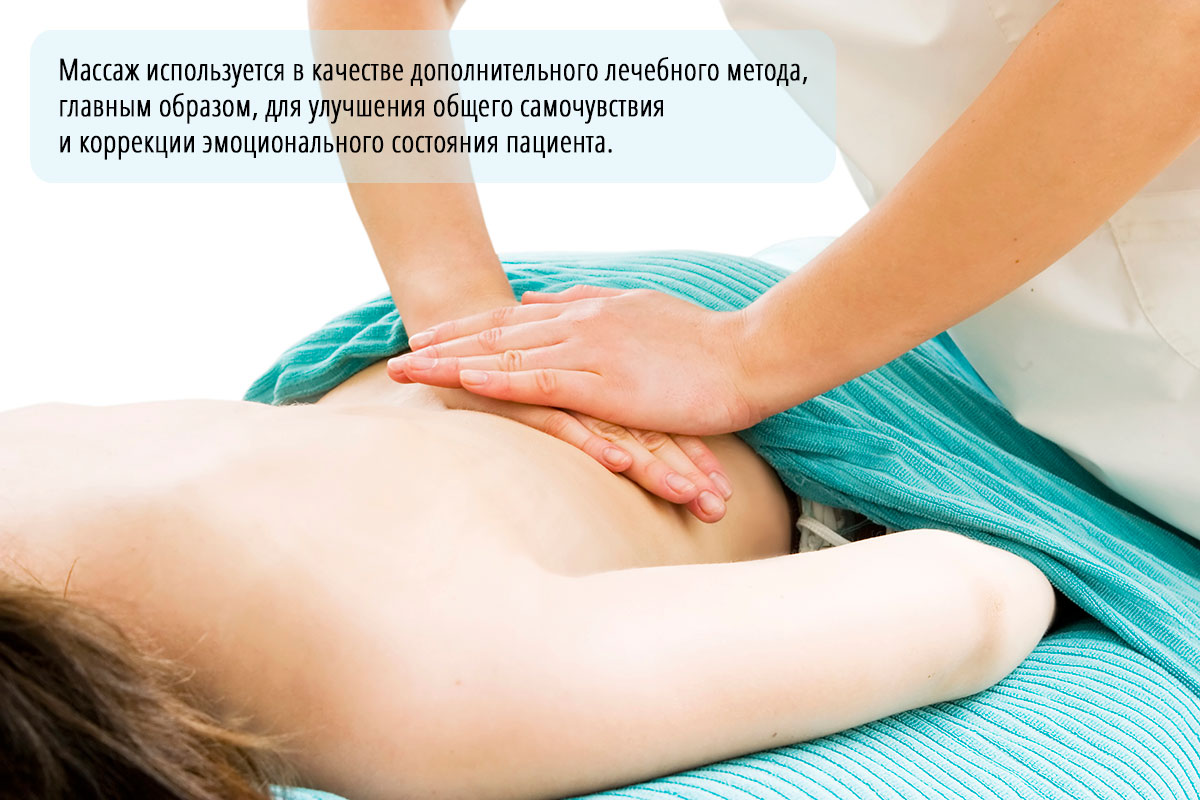 Массаж используется в качестве дополнительного лечебного метода,
главным образом, для улучшения общего самочувствия
и коррекции эмоционального состояния пациента.